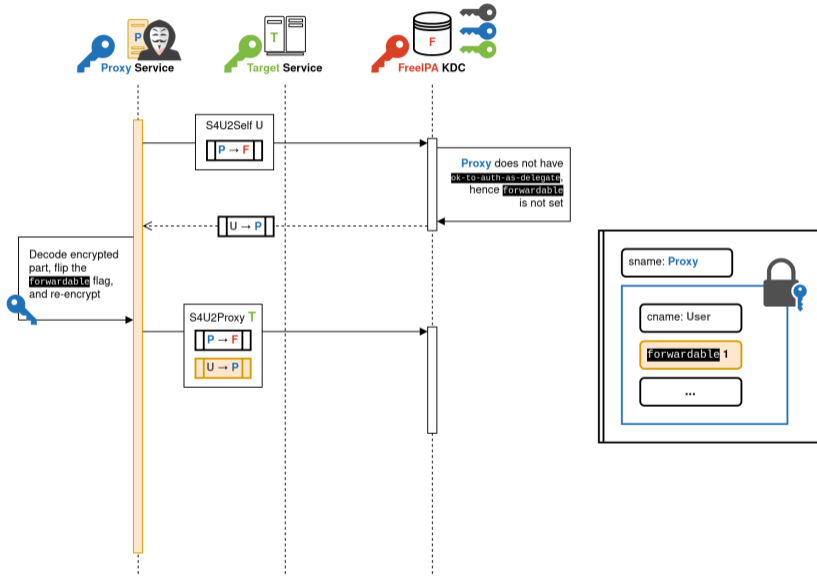 P
T
F
Proxy Service
Target Service
FreeIPA KDC
S4U2Self U
P → F
Proxy does not have
ok-to-auth-as-delegate,
hence forwardable
is not set
U → P
Decode encrypted
part, flip the
forwardable flag,
and re-encrypt
S4U2Proxy T
P → F
U → P
sname: Proxy
cname: User
forwardable 1
...